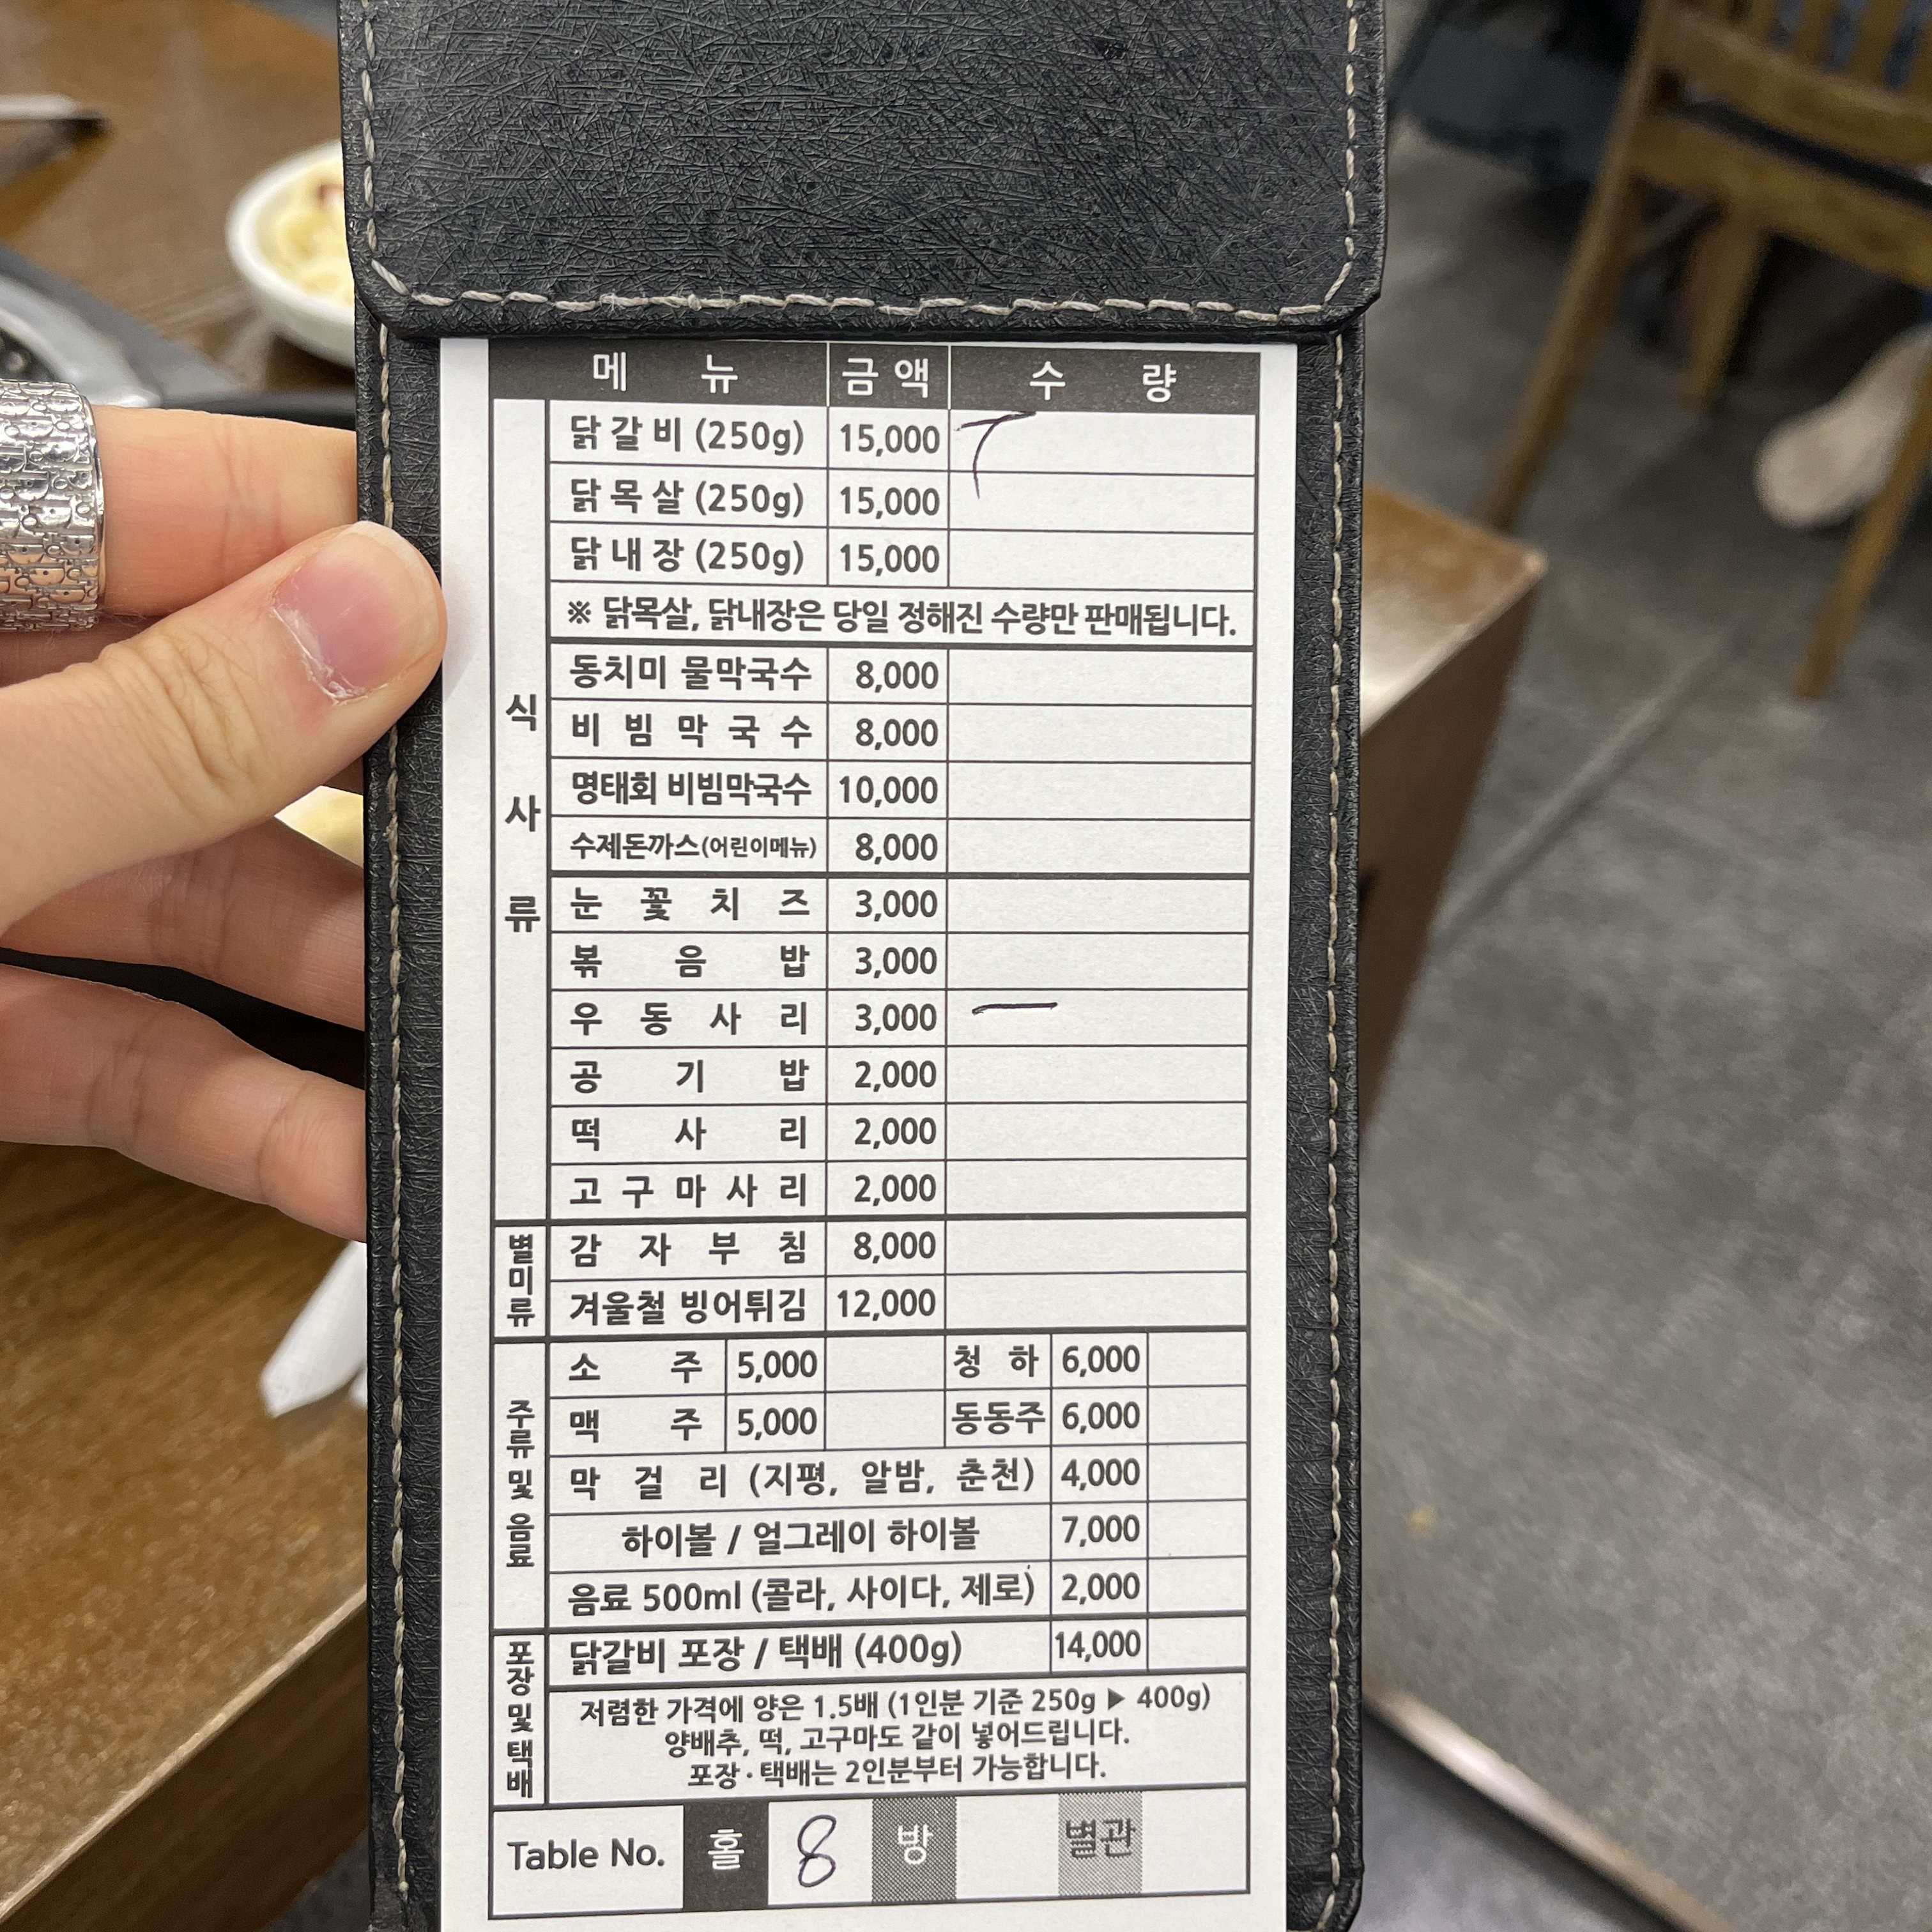 메 뉴 금 액 수 량
식사류
닭 갈 비 (250g) 15,000 丅
닭 목 살 (250g) 15,000
닭 내 장 (250g) 15,000
※ 닭목살, 닭내장은 당일 정해진 수량만 판매됩니다.
동치미 물막국수 8,000
비 빔 막 국 수 8,000
명태회 비빔막국수 10,000
수제돈까스(어린이메뉴) 8,000
눈 꽃 치 즈 3,000
볶 음 밥 3,000
우 동 사 리 3,000 一
공 기 밥 2,000
떡 사 리 2,000
고 구 마 사 리 2,000
별미류
감 자 부 침 8,000
겨울철 빙어튀김 12,000
주류 및 음료
소 주 5,000 청 하 6,000
맥 주 5,000 동동주 6,000
막 걸 리 (지평, 알밤, 춘천) 4,000
하이볼 / 얼그레이 하이볼 7,000
음료 500ml (콜라, 사이다, 제로) 2,000
포장 및 택배
닭갈비 포장 / 택배 (400g) 14,000
저렴한 가격에 양은 1.5배 (1인분 기준 250g ▶ 400g)
양배추, 떡, 고구마도 같이 넣어드립니다.
포장 · 택배는 2인분부터 가능합니다.
Table No. 홀 8 방 별관